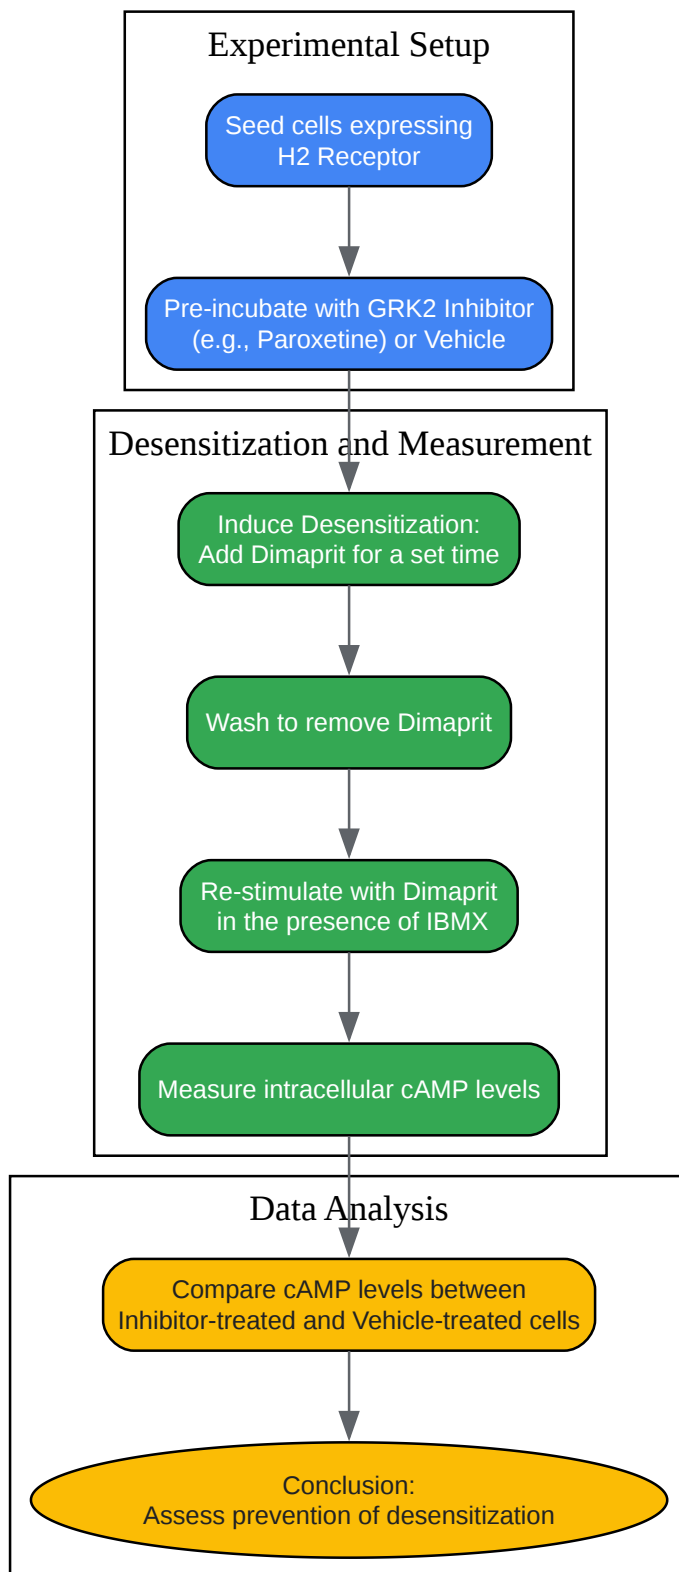 Experimental Setup
Seed cells expressing
H2 Receptor
Pre-incubate with GRK2 Inhibitor
(e.g., Paroxetine) or Vehicle
Desensitization and Measurement
Induce Desensitization:
Add Dimaprit for a set time
Wash to remove Dimaprit
Re-stimulate with Dimaprit
in the presence of IBMX
Measure intracellular cAMP levels
Data Analysis
Compare cAMP levels between
Inhibitor-treated and Vehicle-treated cells
Conclusion:
Assess prevention of desensitization